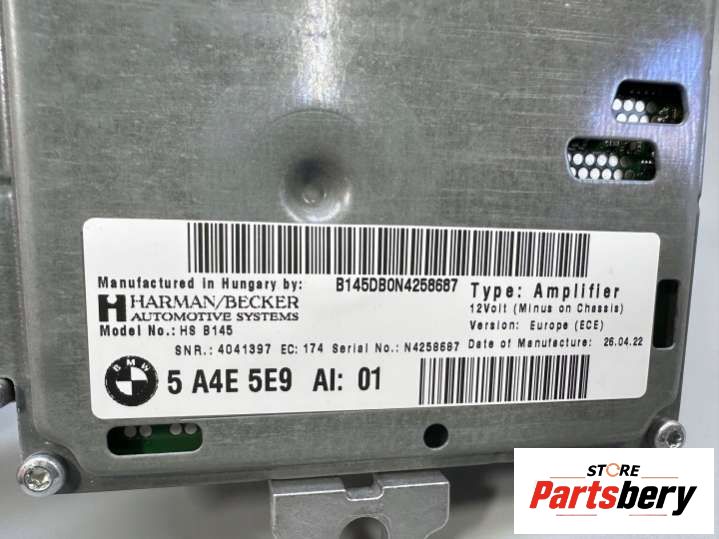 Manufactured in Hungary by:
B145DB0N4258687
HARMAN/BECKER
AUTOMOTIVE SYSTEMS
Model No.: HS B145
Type: Amplifier
12Volt (Minus on Chassis)
Version: Europe (ECE)
SNR.: 4041397 EC: 174 Serial No.: N4258687 Date of Manufacture: 26.04.22
BMW
5 A4E 5E9 AI: 01
STORE
Partsbery